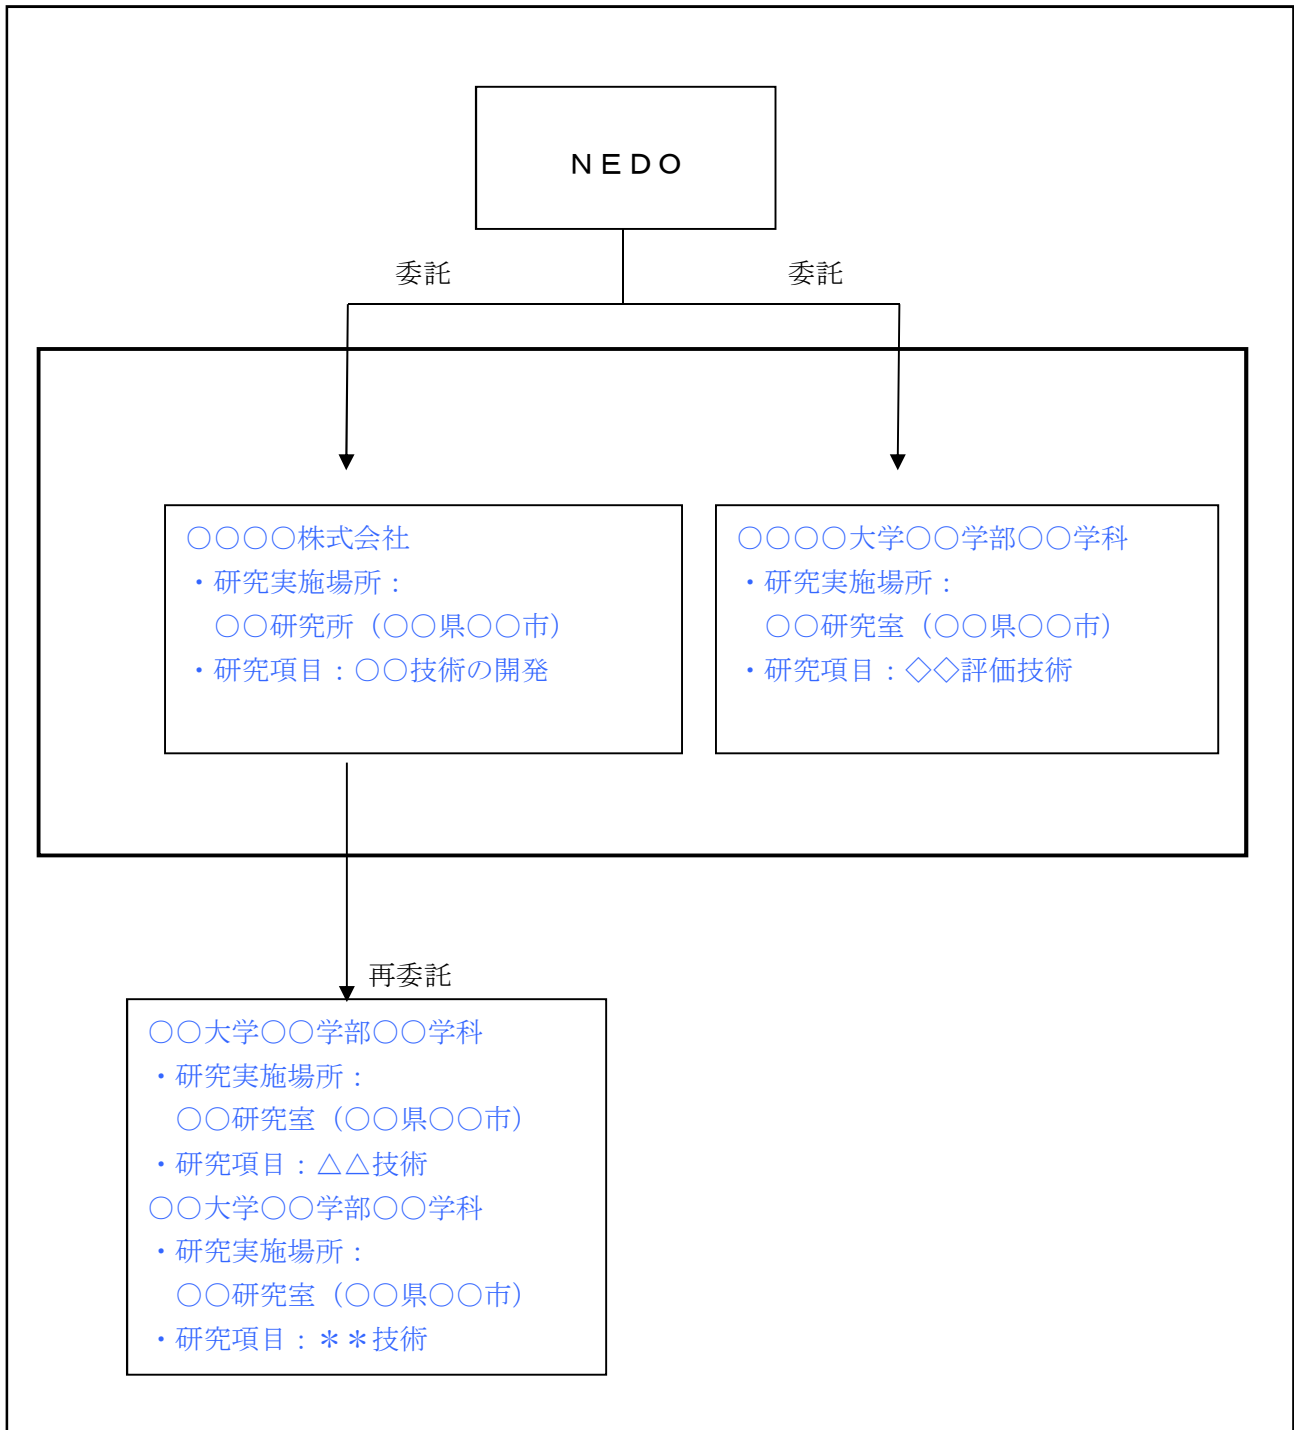 ＮＥＤＯ
委託
委託
○○○○株式会社
・研究実施場所：
○○研究所（○○県○○市）
・研究項目：○○技術の開発
○○○○大学○○学部○○学科
・研究実施場所：
○○研究室（○○県○○市）
・研究項目：◇◇評価技術
再委託
○○大学○○学部○○学科
・研究実施場所：
○○研究室（○○県○○市）
・研究項目：△△技術
○○大学○○学部○○学科
・研究実施場所：
○○研究室（○○県○○市）
・研究項目：＊＊技術